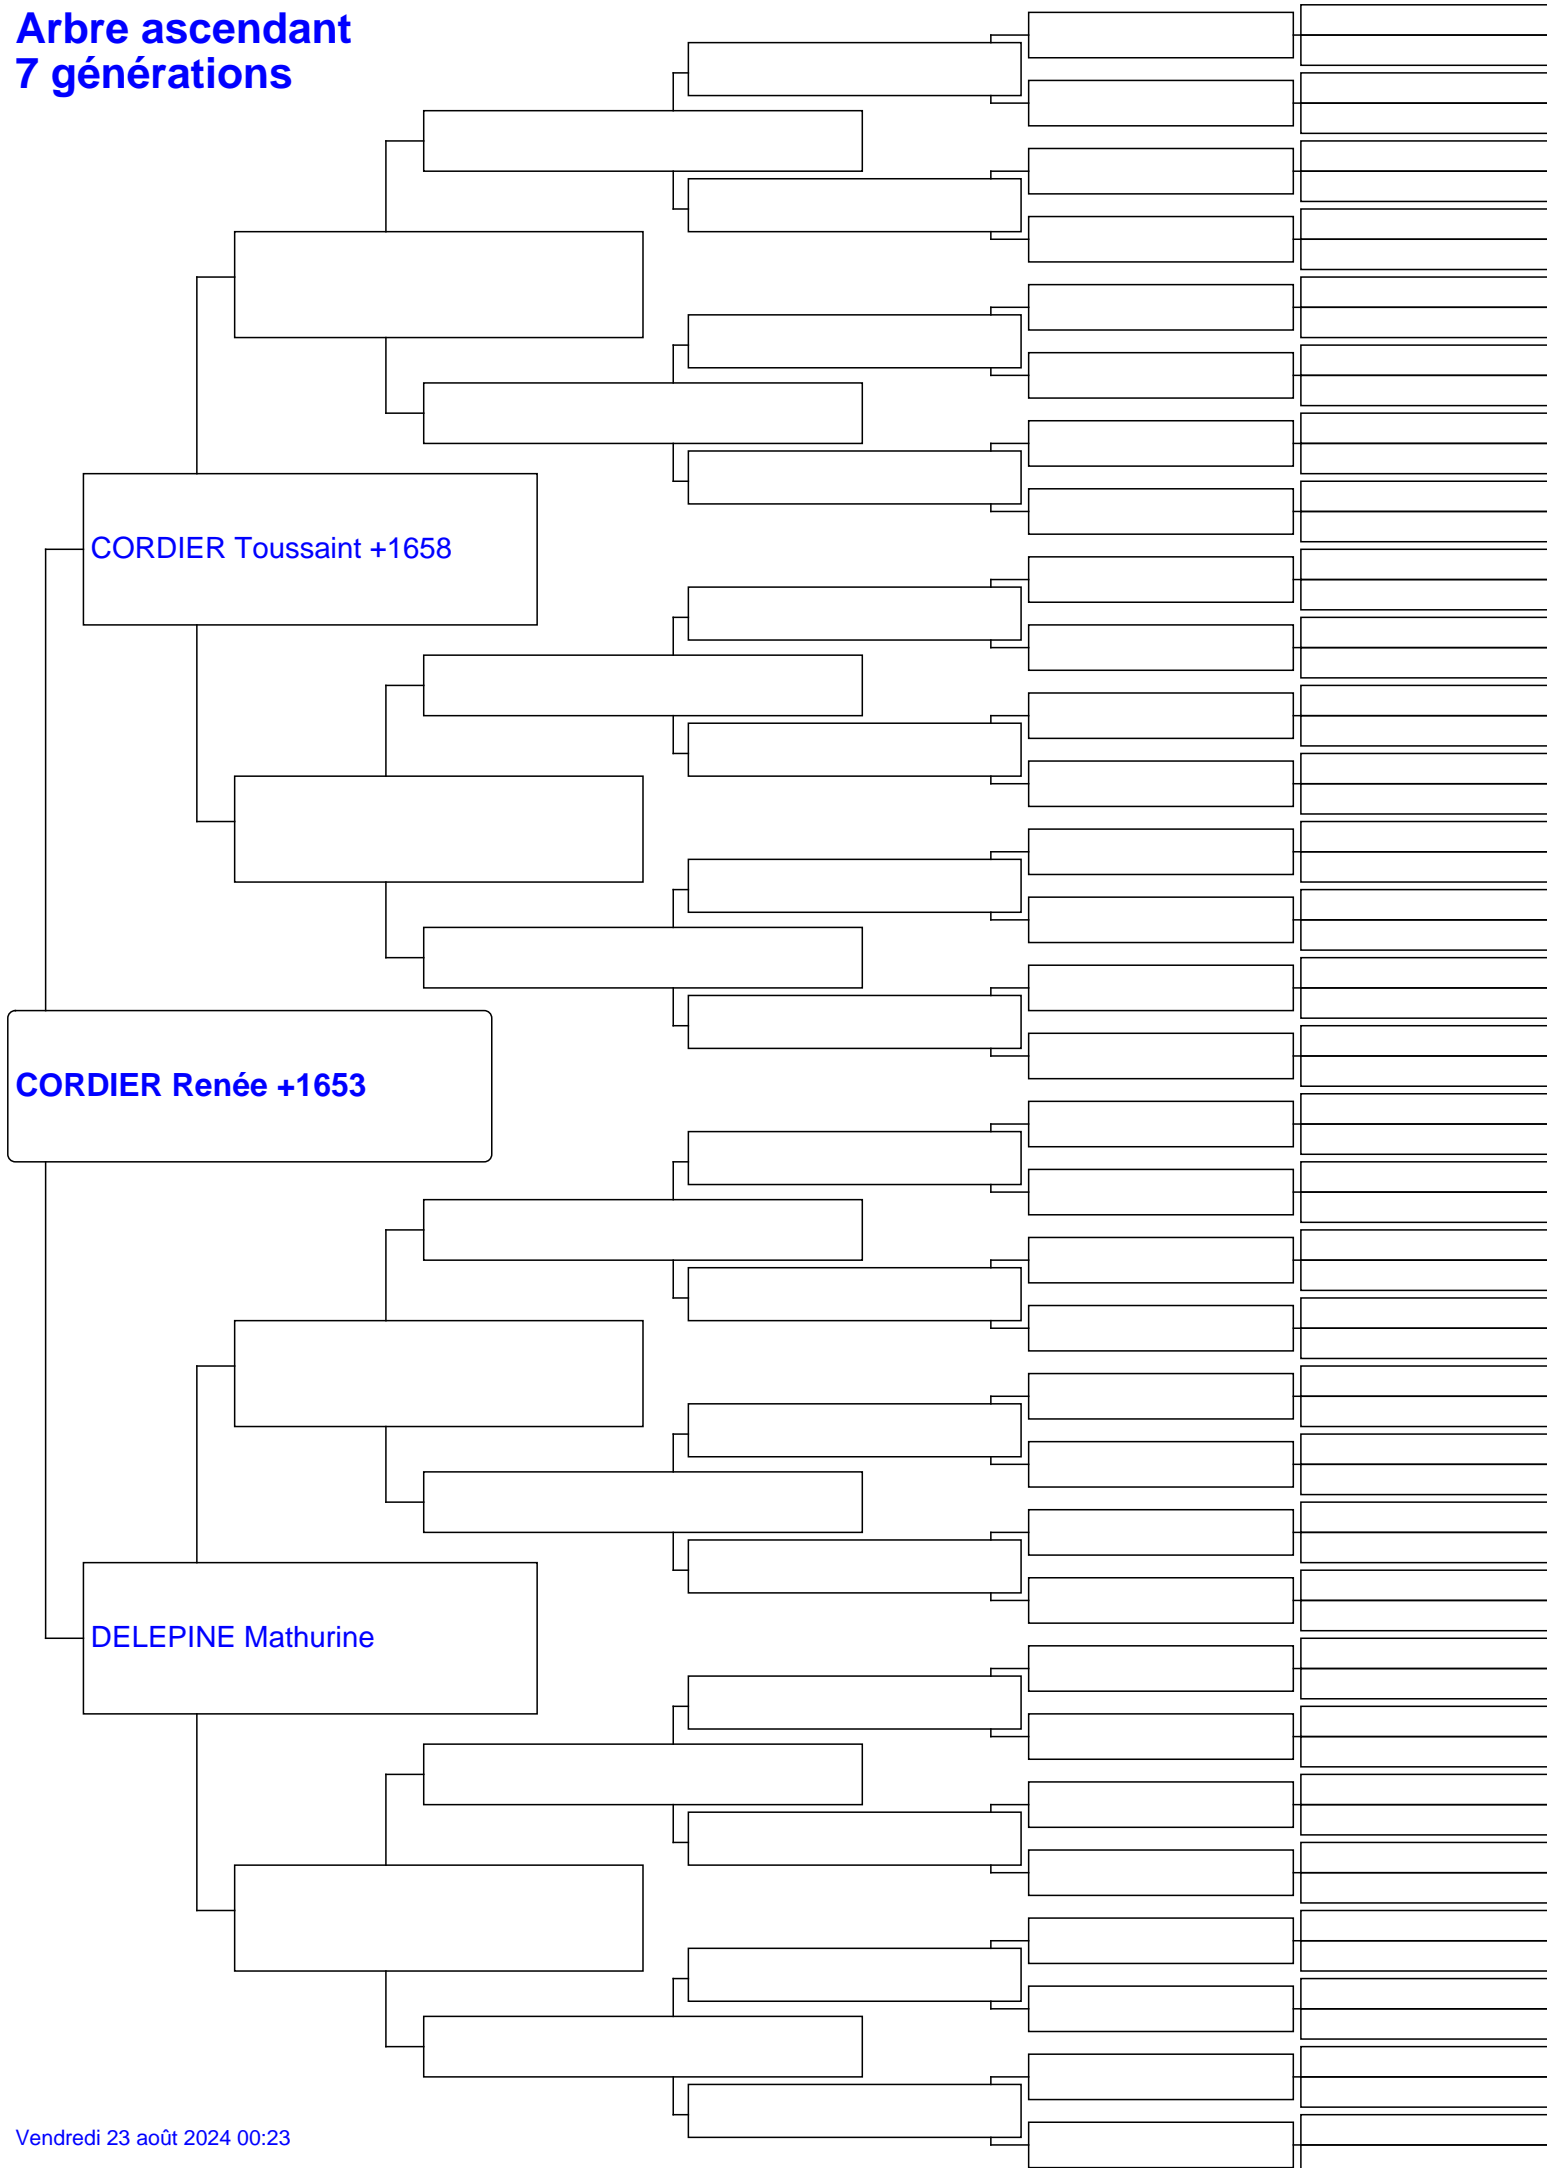 Arbre ascendant
7 générations
CORDIER Toussaint +1658
CORDIER Renée +1653
DELEPINE Mathurine
Vendredi 23 août 2024 00:23